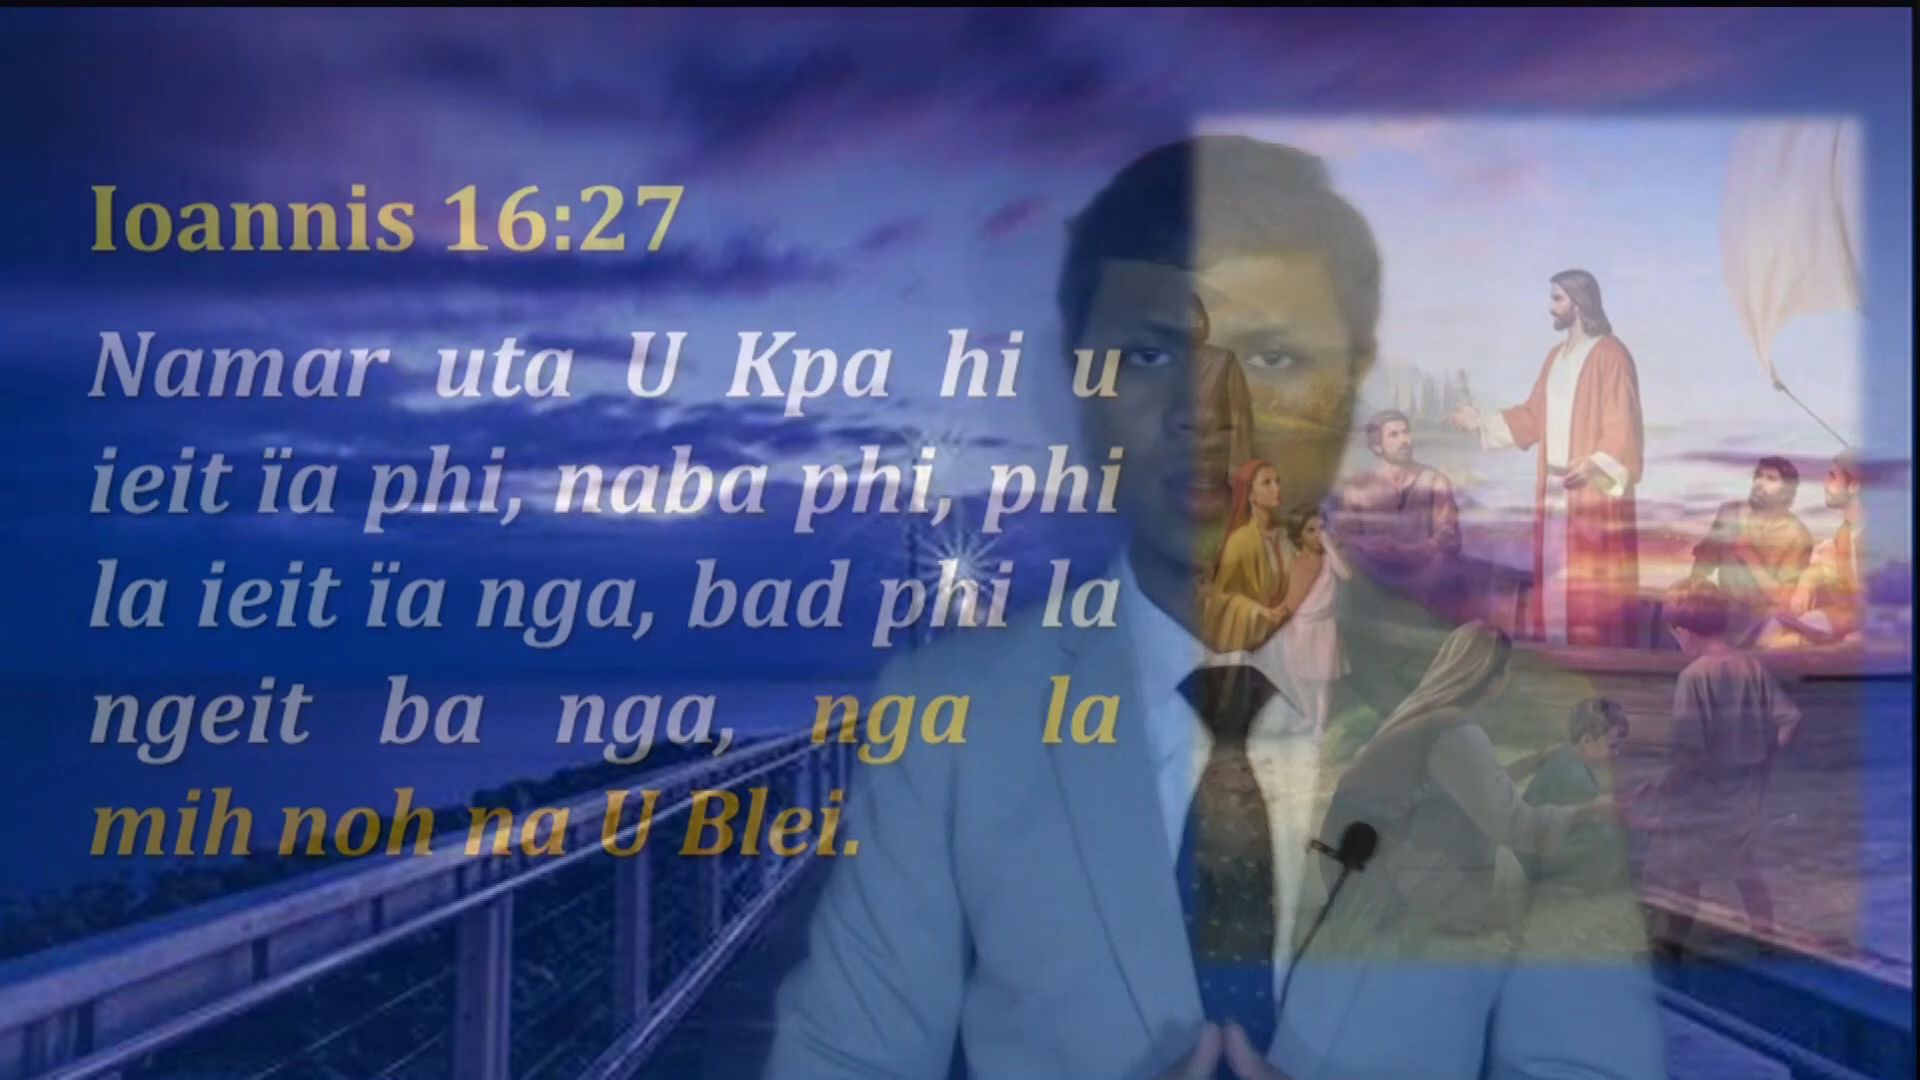 Ioannis 16:27
Namar uta U Kpa hi u
ieit ïa phi, naba phi, phi
la ieit ïa nga, bad phi la
ngeit ba nga, nga la
mih noh na U Blei.